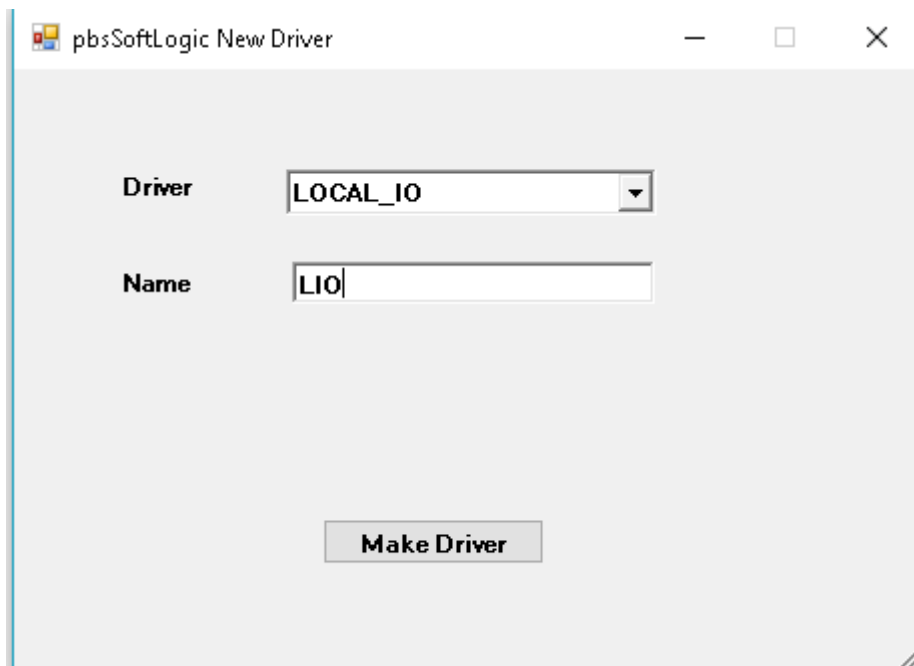 pbsSoftLogic New Driver
Driver
LOCAL_IO
Name
LIO
Make Driver